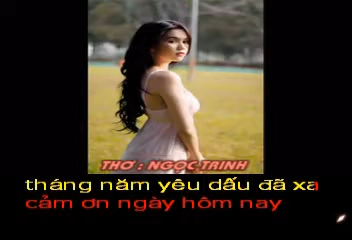 THƠ : NGỌC TRINH
tháng năm yêu dấu đã xa
cảm ơn ngày hôm nay